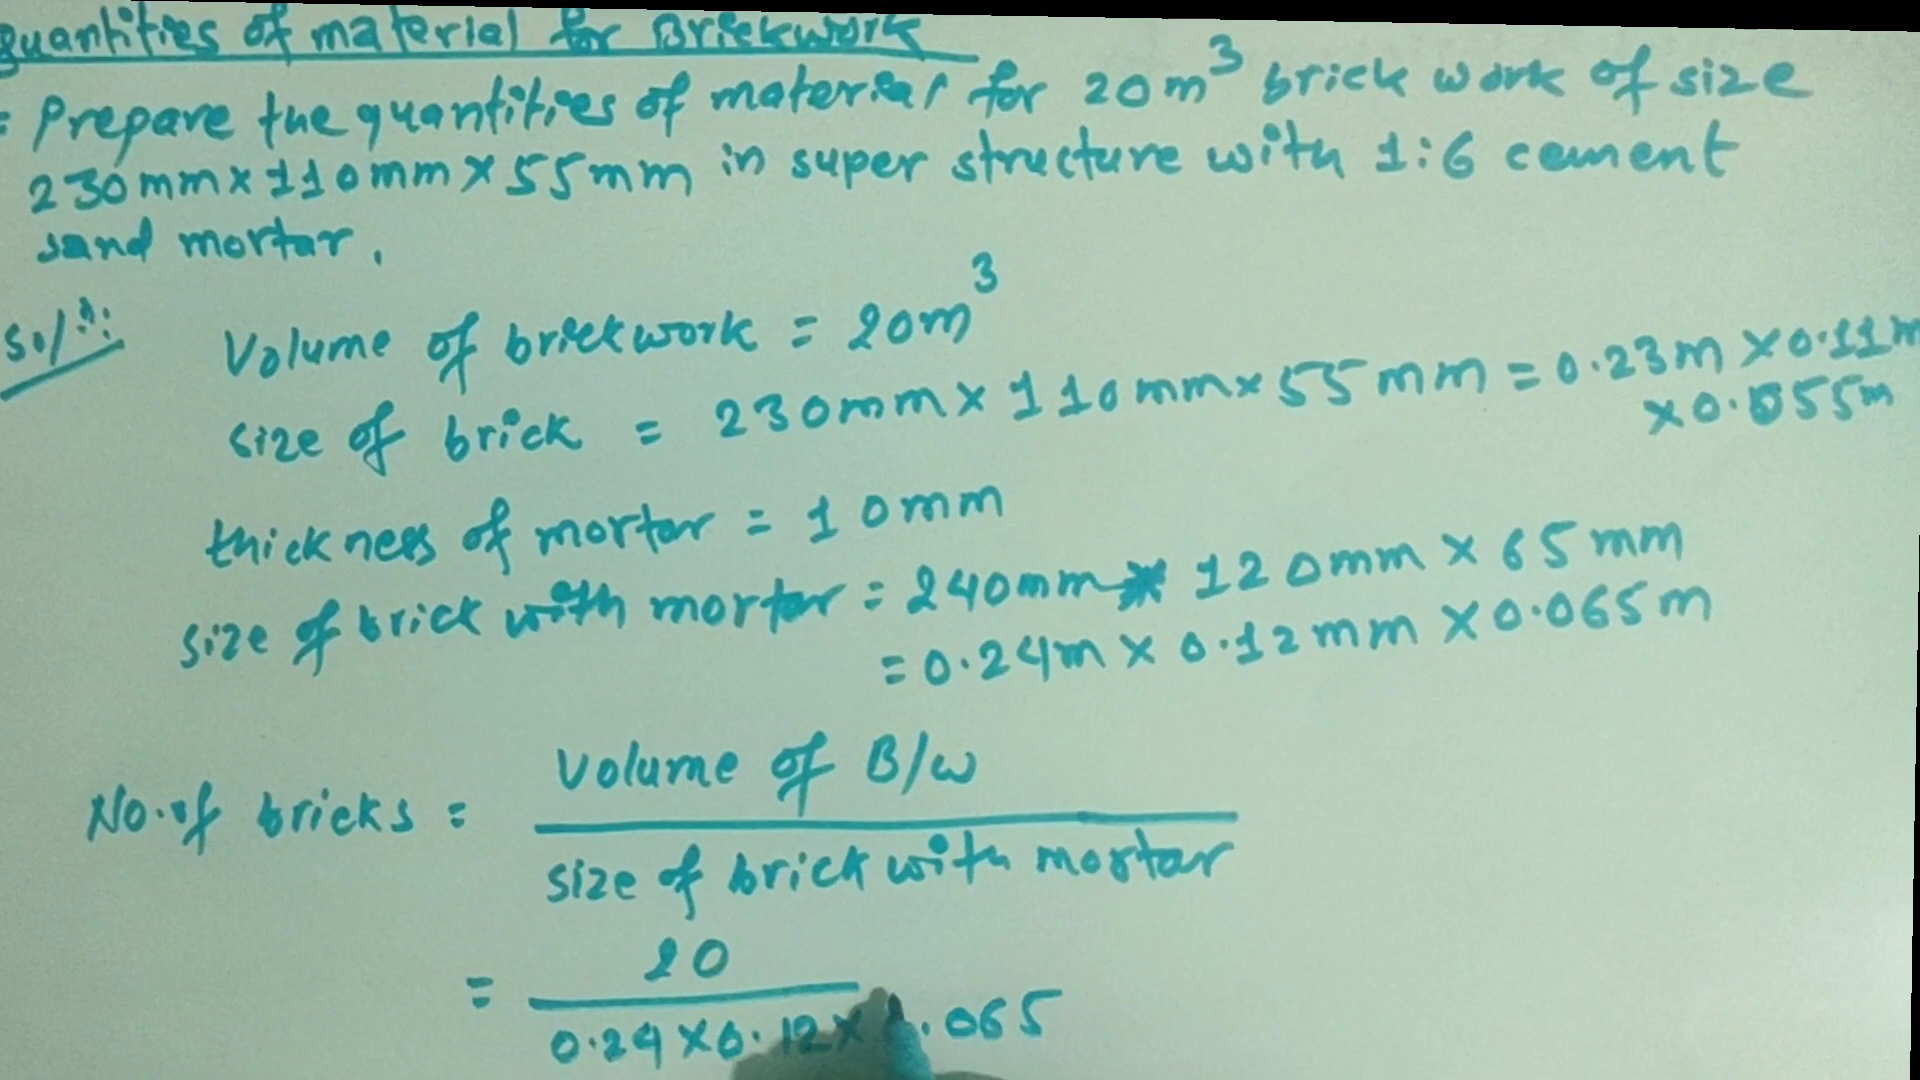 Quantities of material for Brickwork
= Prepare the quantities of material for 20m³ brick work of size
230mm×110mm×55mm in super structure with 1:6 cement
sand mortar.
Solⁿ:
Volume of brickwork = 20m³
size of brick = 230mm×110mm×55mm = 0.23m×0.11m
×0.055m
thickness of mortar = 10mm
size of brick with mortar = 240mm×120mm×65mm
= 0.24m×0.12mm×0.065m
No. of bricks = Volume of B/w
size of brick with mortar
= 20
0.24×0.12× .065